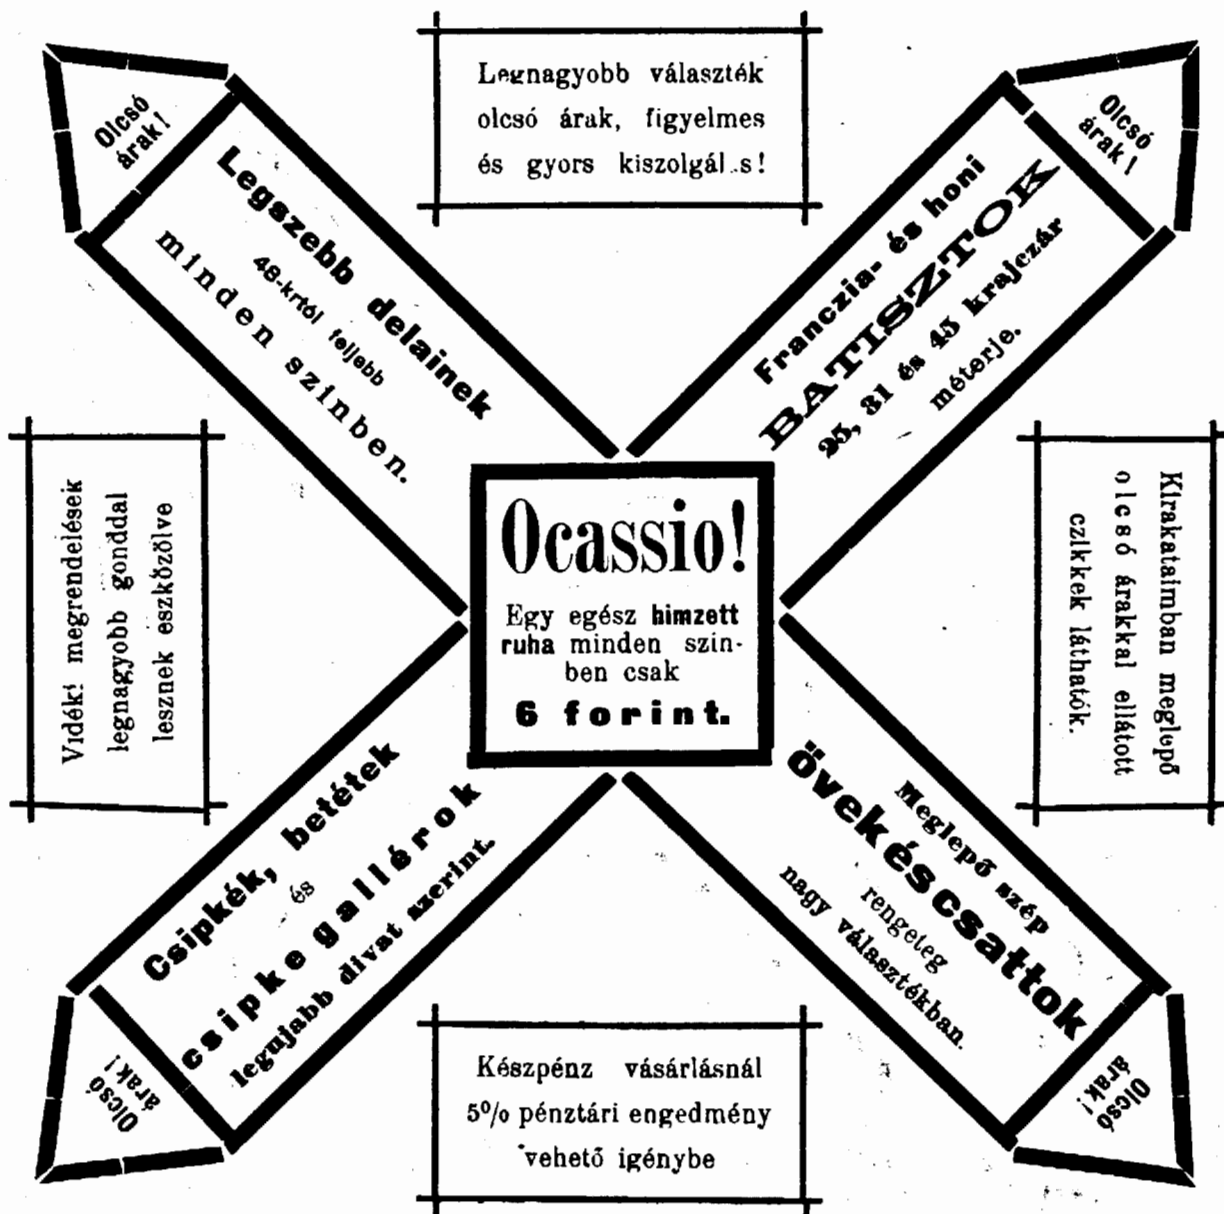 Legnagyobb választék
olcsó árak, figyelmes
és gyors kiszolgálás!
Olcsó
árak!
Legszebb delainek
48-krtól feljebb
minden szinben.
Olcsó
árak!
Franczia- és honi
BATISZTOK
25, 31 és 45 krajczár
méterje.
Vidéki megrendelések
legnagyobb gonddal
lesznek eszközölve
Ocassio!
Egy egész himzett
ruha minden szin-
ben csak
6 forint.
Kirakataimban meglepő
olcsó árakkal ellátott
czikkek láthatók.
Csipkék, betétek
és
csipkegallérok
legujabb divat szerint.
Olcsó
árak!
Meglepő szép
övekéscsattok
rengeteg
nagy választékban.
Olcsó
árak!
Készpénz vásárlásnál
5% pénztári engedmény
vehető igénybe